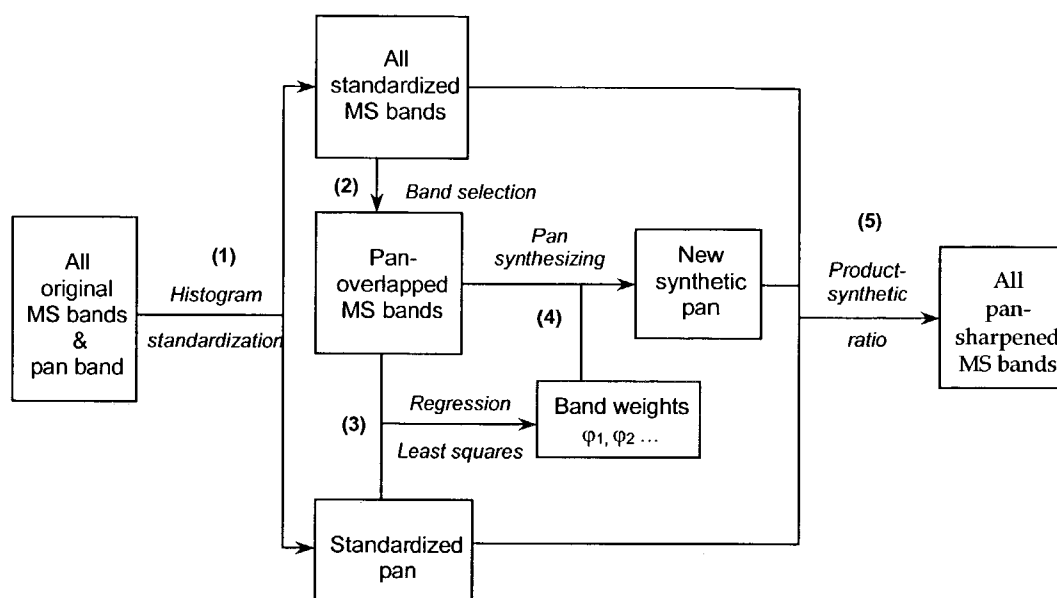 All
original
MS bands
&
pan band
(1)
Histogram
standardization
All
standardized
MS bands
(2)
Band selection
Pan-
overlapped
MS bands
(3)
Regression
Least squares
Standardized
pan
Pan
synthesizing
(4)
Band weights
φ1, φ2 ...
New
synthetic
pan
(5)
Product-
synthetic
ratio
All
pan-
sharpened
MS bands